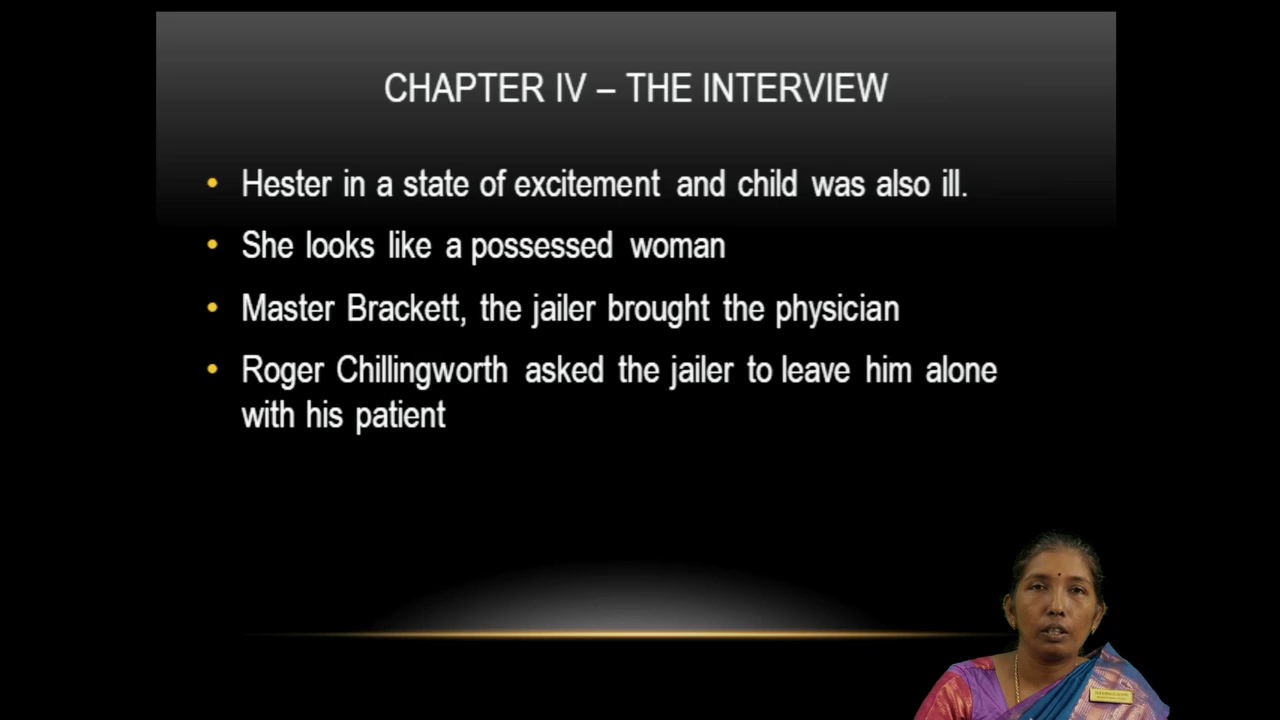 CHAPTER IV – THE INTERVIEW
• Hester in a state of excitement and child was also ill.
• She looks like a possessed woman
• Master Brackett, the jailer brought the physician
• Roger Chillingworth asked the jailer to leave him alone
with his patient